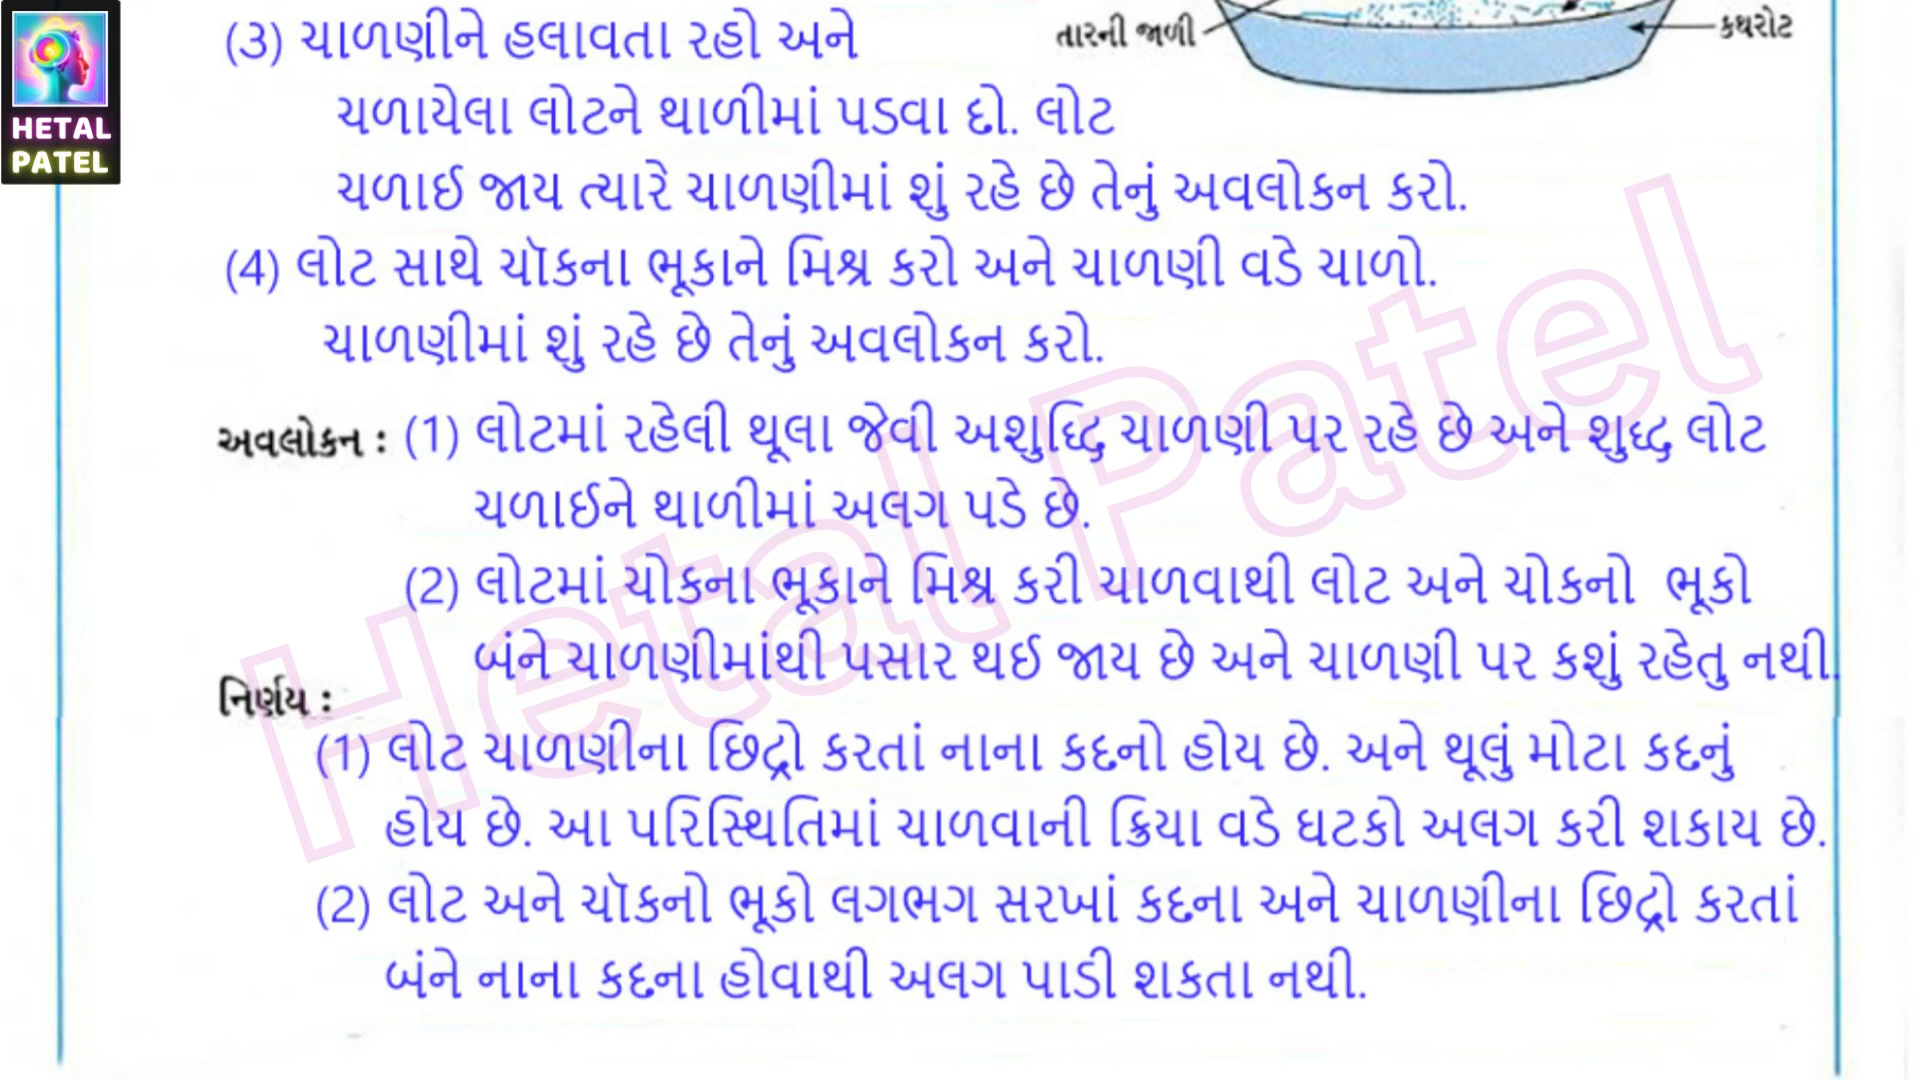 HETAL
PATEL
(3) ચાળણીને હલાવતા રહો અને
તારની જાળી
કથરોટ
ચળાયેલા લોટને થાળીમાં પડવા દો. લોટ
ચળાઈ જાય ત્યારે ચાળણીમાં શું રહે છે તેનું અવલોકન કરો.
(4) લોટ સાથે ચૉકના ભૂકાને મિશ્ર કરો અને ચાળણી વડે ચાળો.
ચાળણીમાં શું રહે છે તેનું અવલોકન કરો.
અવલોકન : (1) લોટમાં રહેલી થૂલા જેવી અશુદ્ધિ ચાળણી પર રહે છે અને શુદ્ધ લોટ
ચળાઈને થાળીમાં અલગ પડે છે.
(2) લોટમાં ચોકના ભૂકાને મિશ્ર કરી ચાળવાથી લોટ અને ચોકનો ભૂકો
બંને ચાળણીમાંથી પસાર થઈ જાય છે અને ચાળણી પર કશું રહેતુ નથી.
નિર્ણય :
(1) લોટ ચાળણીના છિદ્રો કરતાં નાના કદનો હોય છે. અને થૂલું મોટા કદનું
હોય છે. આ પરિસ્થિતિમાં ચાળવાની ક્રિયા વડે ઘટકો અલગ કરી શકાય છે.
(2) લોટ અને ચૉકનો ભૂકો લગભગ સરખાં કદના અને ચાળણીના છિદ્રો કરતાં
બંને નાના કદના હોવાથી અલગ પાડી શકતા નથી.
Hetal Patel